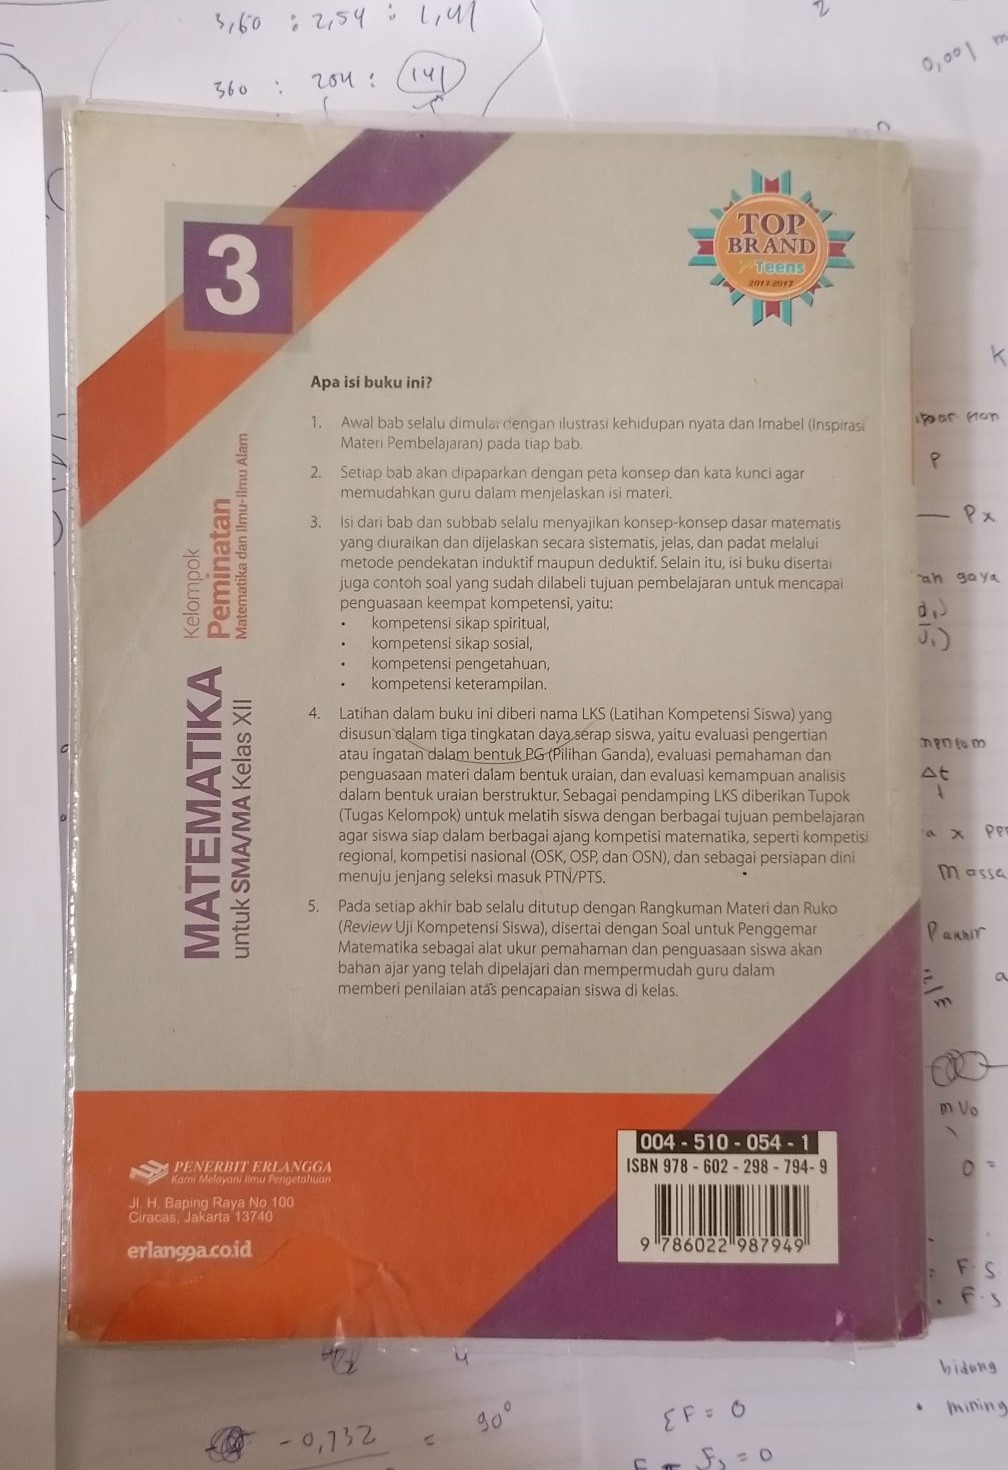 3,60 : 2,54 : 1,41
360 : 204 : 141
2
0,001 m
TOP
BRAND
Teens
2013-2017
3
Apa isi buku ini?
1. Awal bab selalu dimulai dengan ilustrasi kehidupan nyata dan Imabel (Inspirasi
Materi Pembelajaran) pada tiap bab.
2. Setiap bab akan dipaparkan dengan peta konsep dan kata kunci agar
memudahkan guru dalam menjelaskan isi materi.
3. Isi dari bab dan subbab selalu menyajikan konsep-konsep dasar matematis
yang diuraikan dan dijelaskan secara sistematis, jelas, dan padat melalui
metode pendekatan induktif maupun deduktif. Selain itu, isi buku disertai
juga contoh soal yang sudah dilabeli tujuan pembelajaran untuk mencapai
penguasaan keempat kompetensi, yaitu:
• kompetensi sikap spiritual,
• kompetensi sikap sosial,
• kompetensi pengetahuan,
• kompetensi keterampilan.
4. Latihan dalam buku ini diberi nama LKS (Latihan Kompetensi Siswa) yang
disusun dalam tiga tingkatan daya serap siswa, yaitu evaluasi pengertian
atau ingatan dalam bentuk PG (Pilihan Ganda), evaluasi pemahaman dan
penguasaan materi dalam bentuk uraian, dan evaluasi kemampuan analisis
dalam bentuk uraian berstruktur. Sebagai pendamping LKS diberikan Tupok
(Tugas Kelompok) untuk melatih siswa dengan berbagai tujuan pembelajaran
agar siswa siap dalam berbagai ajang kompetisi matematika, seperti kompetisi
regional, kompetisi nasional (OSK, OSP, dan OSN), dan sebagai persiapan dini
menuju jenjang seleksi masuk PTN/PTS.
5. Pada setiap akhir bab selalu ditutup dengan Rangkuman Materi dan Ruko
(Review Uji Kompetensi Siswa), disertai dengan Soal untuk Penggemar
Matematika sebagai alat ukur pemahaman dan penguasaan siswa akan
bahan ajar yang telah dipelajari dan mempermudah guru dalam
memberi penilaian atas pencapaian siswa di kelas.
MATEMATIKA
untuk SMA/MA Kelas XII
Kelompok
Peminatan
Matematika dan Ilmu-Ilmu Alam
PENERBIT ERLANGGA
Kami Melayani Ilmu Pengetahuan
Jl. H. Baping Raya No.100
Ciracas, Jakarta 13740
erlangga.co.id
004 - 510 - 054 - 1
ISBN 978 - 602 - 298 - 794- 9
9 786022 987949
K
P
Px
gaya
Δt
a x
massa
P akhir
m
a
m Vo
0 =
F. S
F. S
bidang
-0,732 = 90°
ΣF = 0
= 0